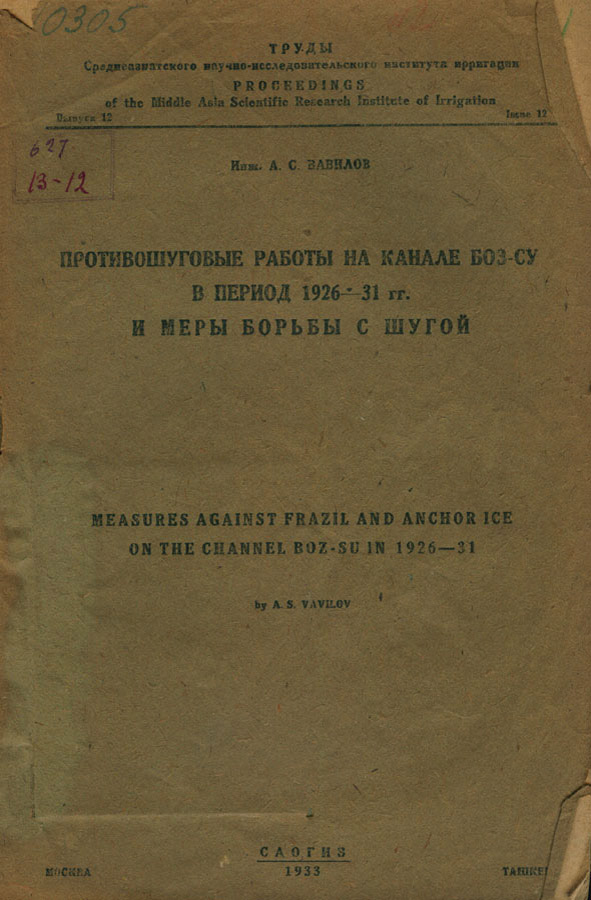 0305
ТРУДЫ
Среднеазиатского научно-исследовательского института ирригации
PROCEEDINGS
of the Middle Asia Scientific Research Institute of Irrigation
Выпуск 12 Issue 12
627
13-12
Инж. А. С. ВАВИЛОВ
ПРОТИВОШУГОВЫЕ РАБОТЫ НА КАНАЛЕ БОЗ-СУ
В ПЕРИОД 1926—31 гг.
И МЕРЫ БОРЬБЫ С ШУГОЙ
MEASURES AGAINST FRAZIL AND ANCHOR ICE
ON THE CHANNEL BOZ-SU IN 1926—31
by A. S. VAVILOV
САОГИЗ
МОСКВА 1933